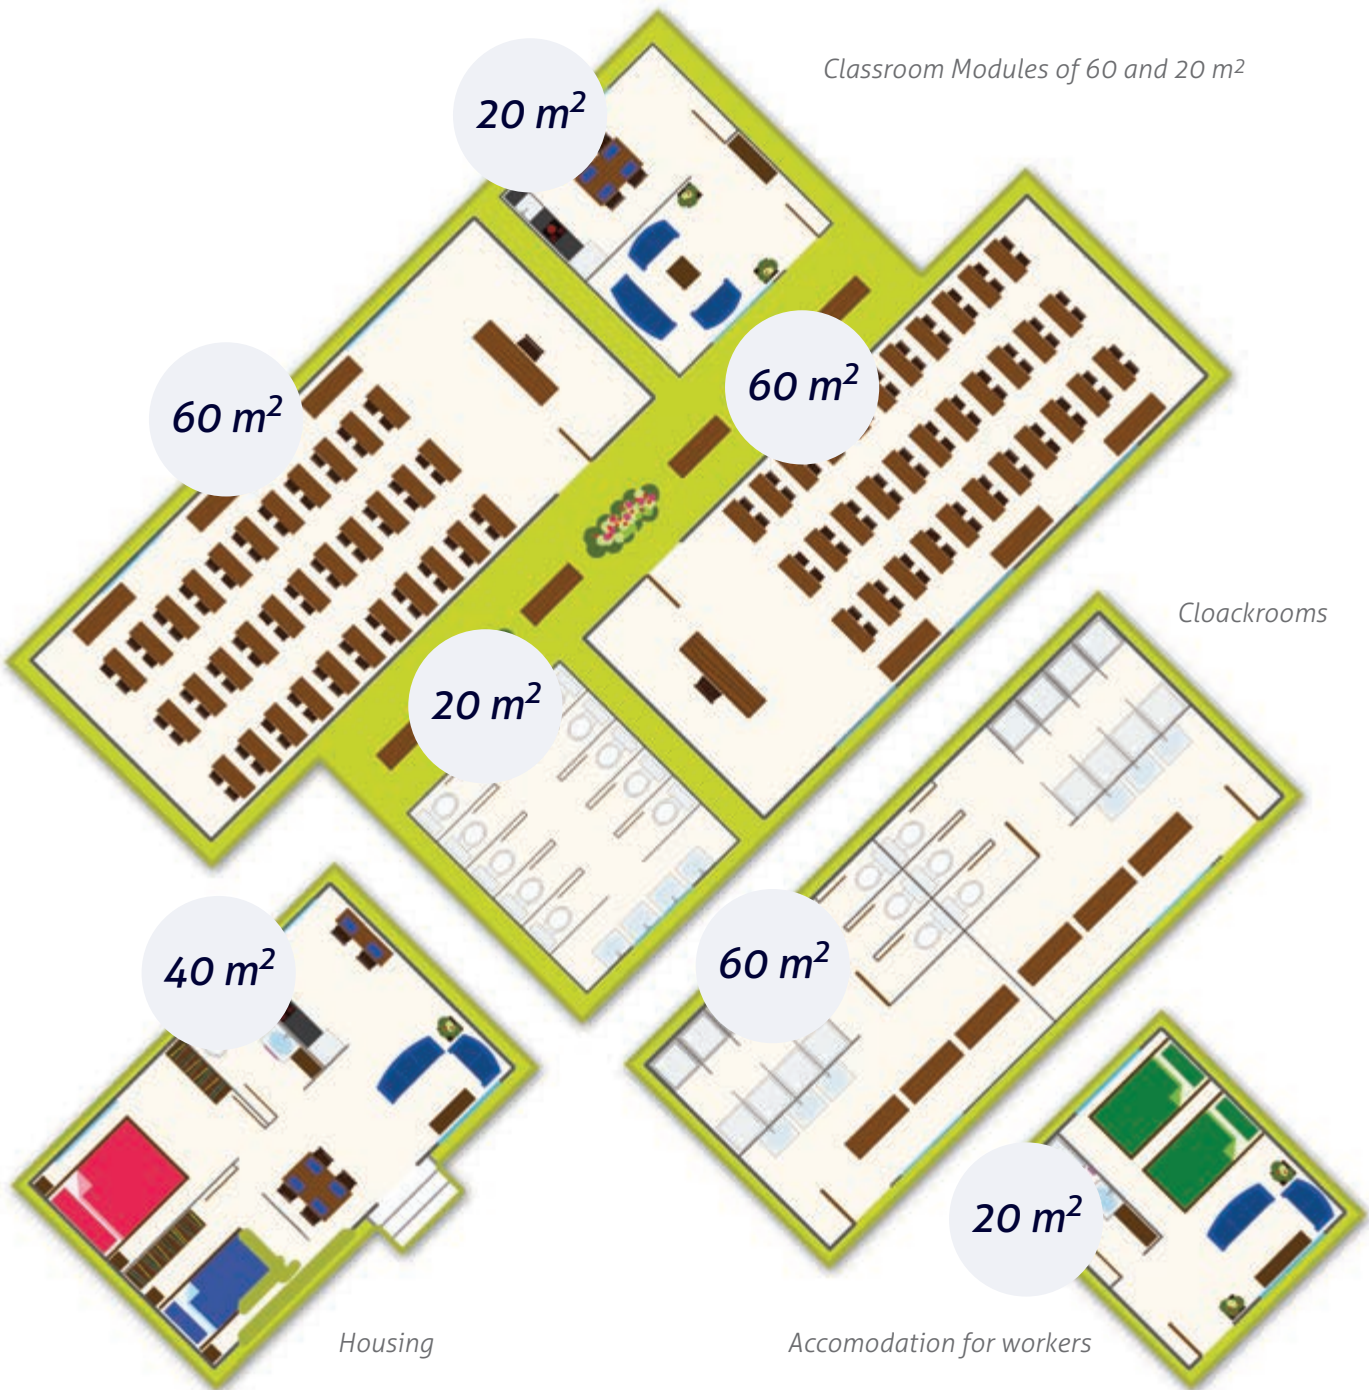 Classroom Modules of 60 and 20 m²
20 m²
60 m²
60 m²
Cloackrooms
20 m²
40 m²
60 m²
20 m²
Housing
Accomodation for workers